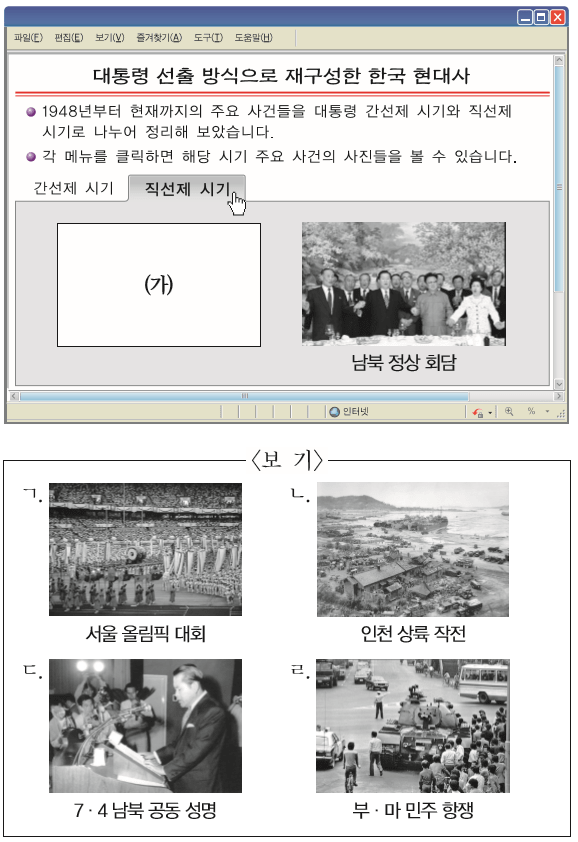 파일(F) 편집(E) 보기(V) 즐겨찾기(A) 도구(T) 도움말(H)
대통령 선출 방식으로 재구성한 한국 현대사
1948년부터 현재까지의 주요 사건들을 대통령 간선제 시기와 직선제
시기로 나누어 정리해 보았습니다.
각 메뉴를 클릭하면 해당 시기 주요 사건의 사진들을 볼 수 있습니다.
간선제 시기 직선제 시기
(가)
남북 정상 회담
인터넷 %
<보 기>
ㄱ. ㄴ.
서울 올림픽 대회 인천 상륙 작전
ㄷ. ㄹ.
7·4 남북 공동 성명 부·마 민주 항쟁